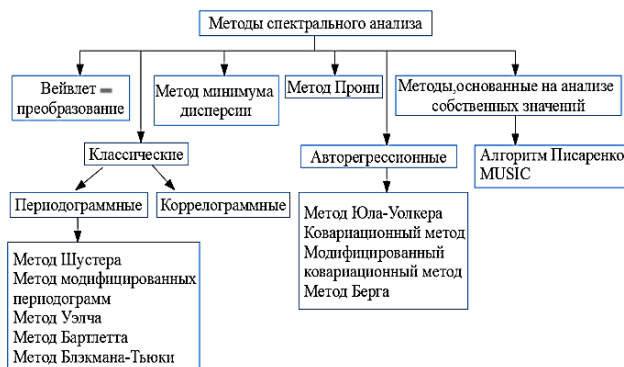 Методы спектрального анализа
Вейвлет –
преобразование
Метод минимума
дисперсии
Метод Прони
Методы,основанные на анализе
собственных значений
Классические
Авторегрессионные
Алгоритм Писаренко
MUSIC
Периодограммные
Коррелограммные
Метод Юла-Уолкера
Ковариационный метод
Модифицированный
ковариационный метод
Метод Берга
Метод Шустера
Метод модифицированных
периодограмм
Метод Уэлча
Метод Бартлетта
Метод Блэкмана-Тьюки